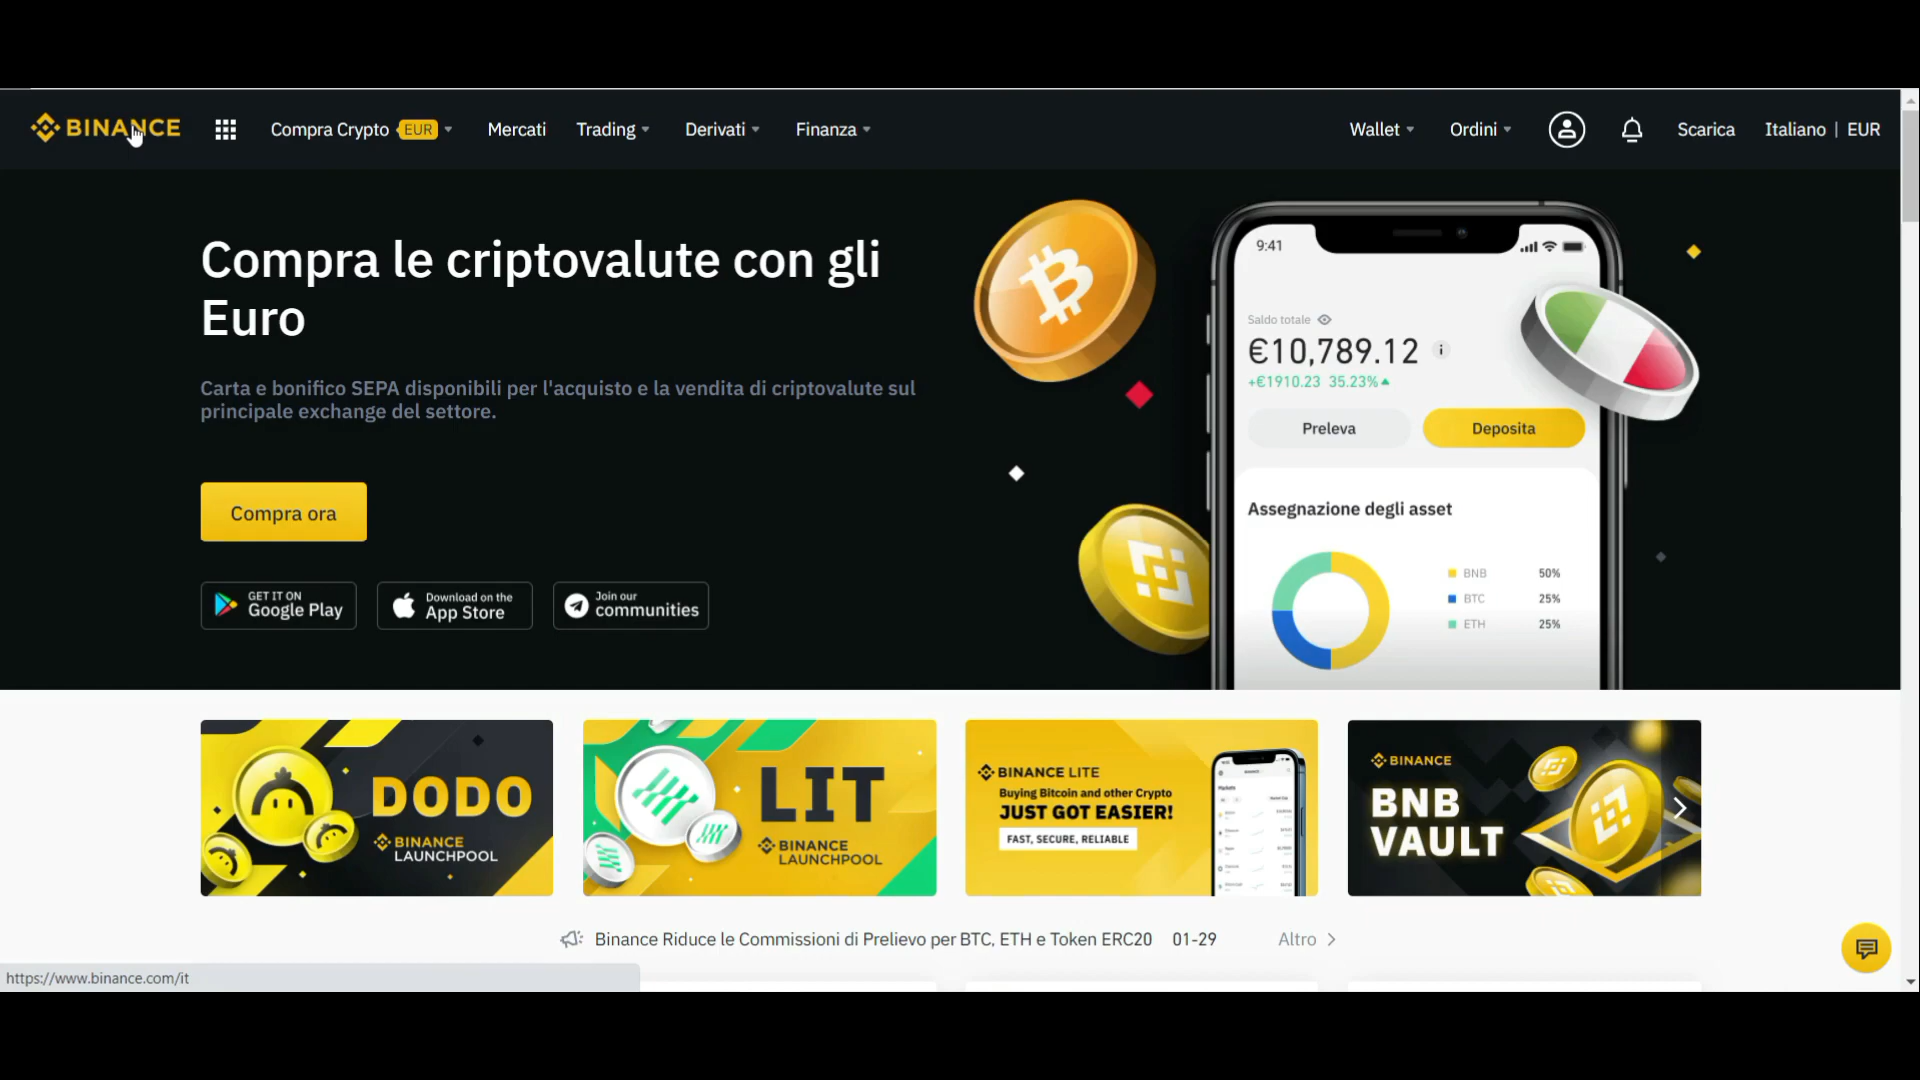 BINANCE
Compra Crypto EUR
Mercati
Trading
Derivati
Finanza
Wallet
Ordini
Scarica
Italiano | EUR
Compra le criptovalute con gli
Euro
Carta e bonifico SEPA disponibili per l'acquisto e la vendita di criptovalute sul
principale exchange del settore.
Compra ora
GET IT ON
Google Play
Download on the
App Store
Join our
communities
9:41
Saldo totale
€10,789.12
+€1910.23 35.23%
Preleva
Deposita
Assegnazione degli asset
BNB 50%
BTC 25%
ETH 25%
DODO
BINANCE
LAUNCHPOOL
LIT
BINANCE
LAUNCHPOOL
BINANCE LITE
Buying Bitcoin and other Crypto
JUST GOT EASIER!
FAST, SECURE, RELIABLE
BINANCE
BNB
VAULT
Binance Riduce le Commissioni di Prelievo per BTC, ETH e Token ERC20 01-29
Altro
https://www.binance.com/it